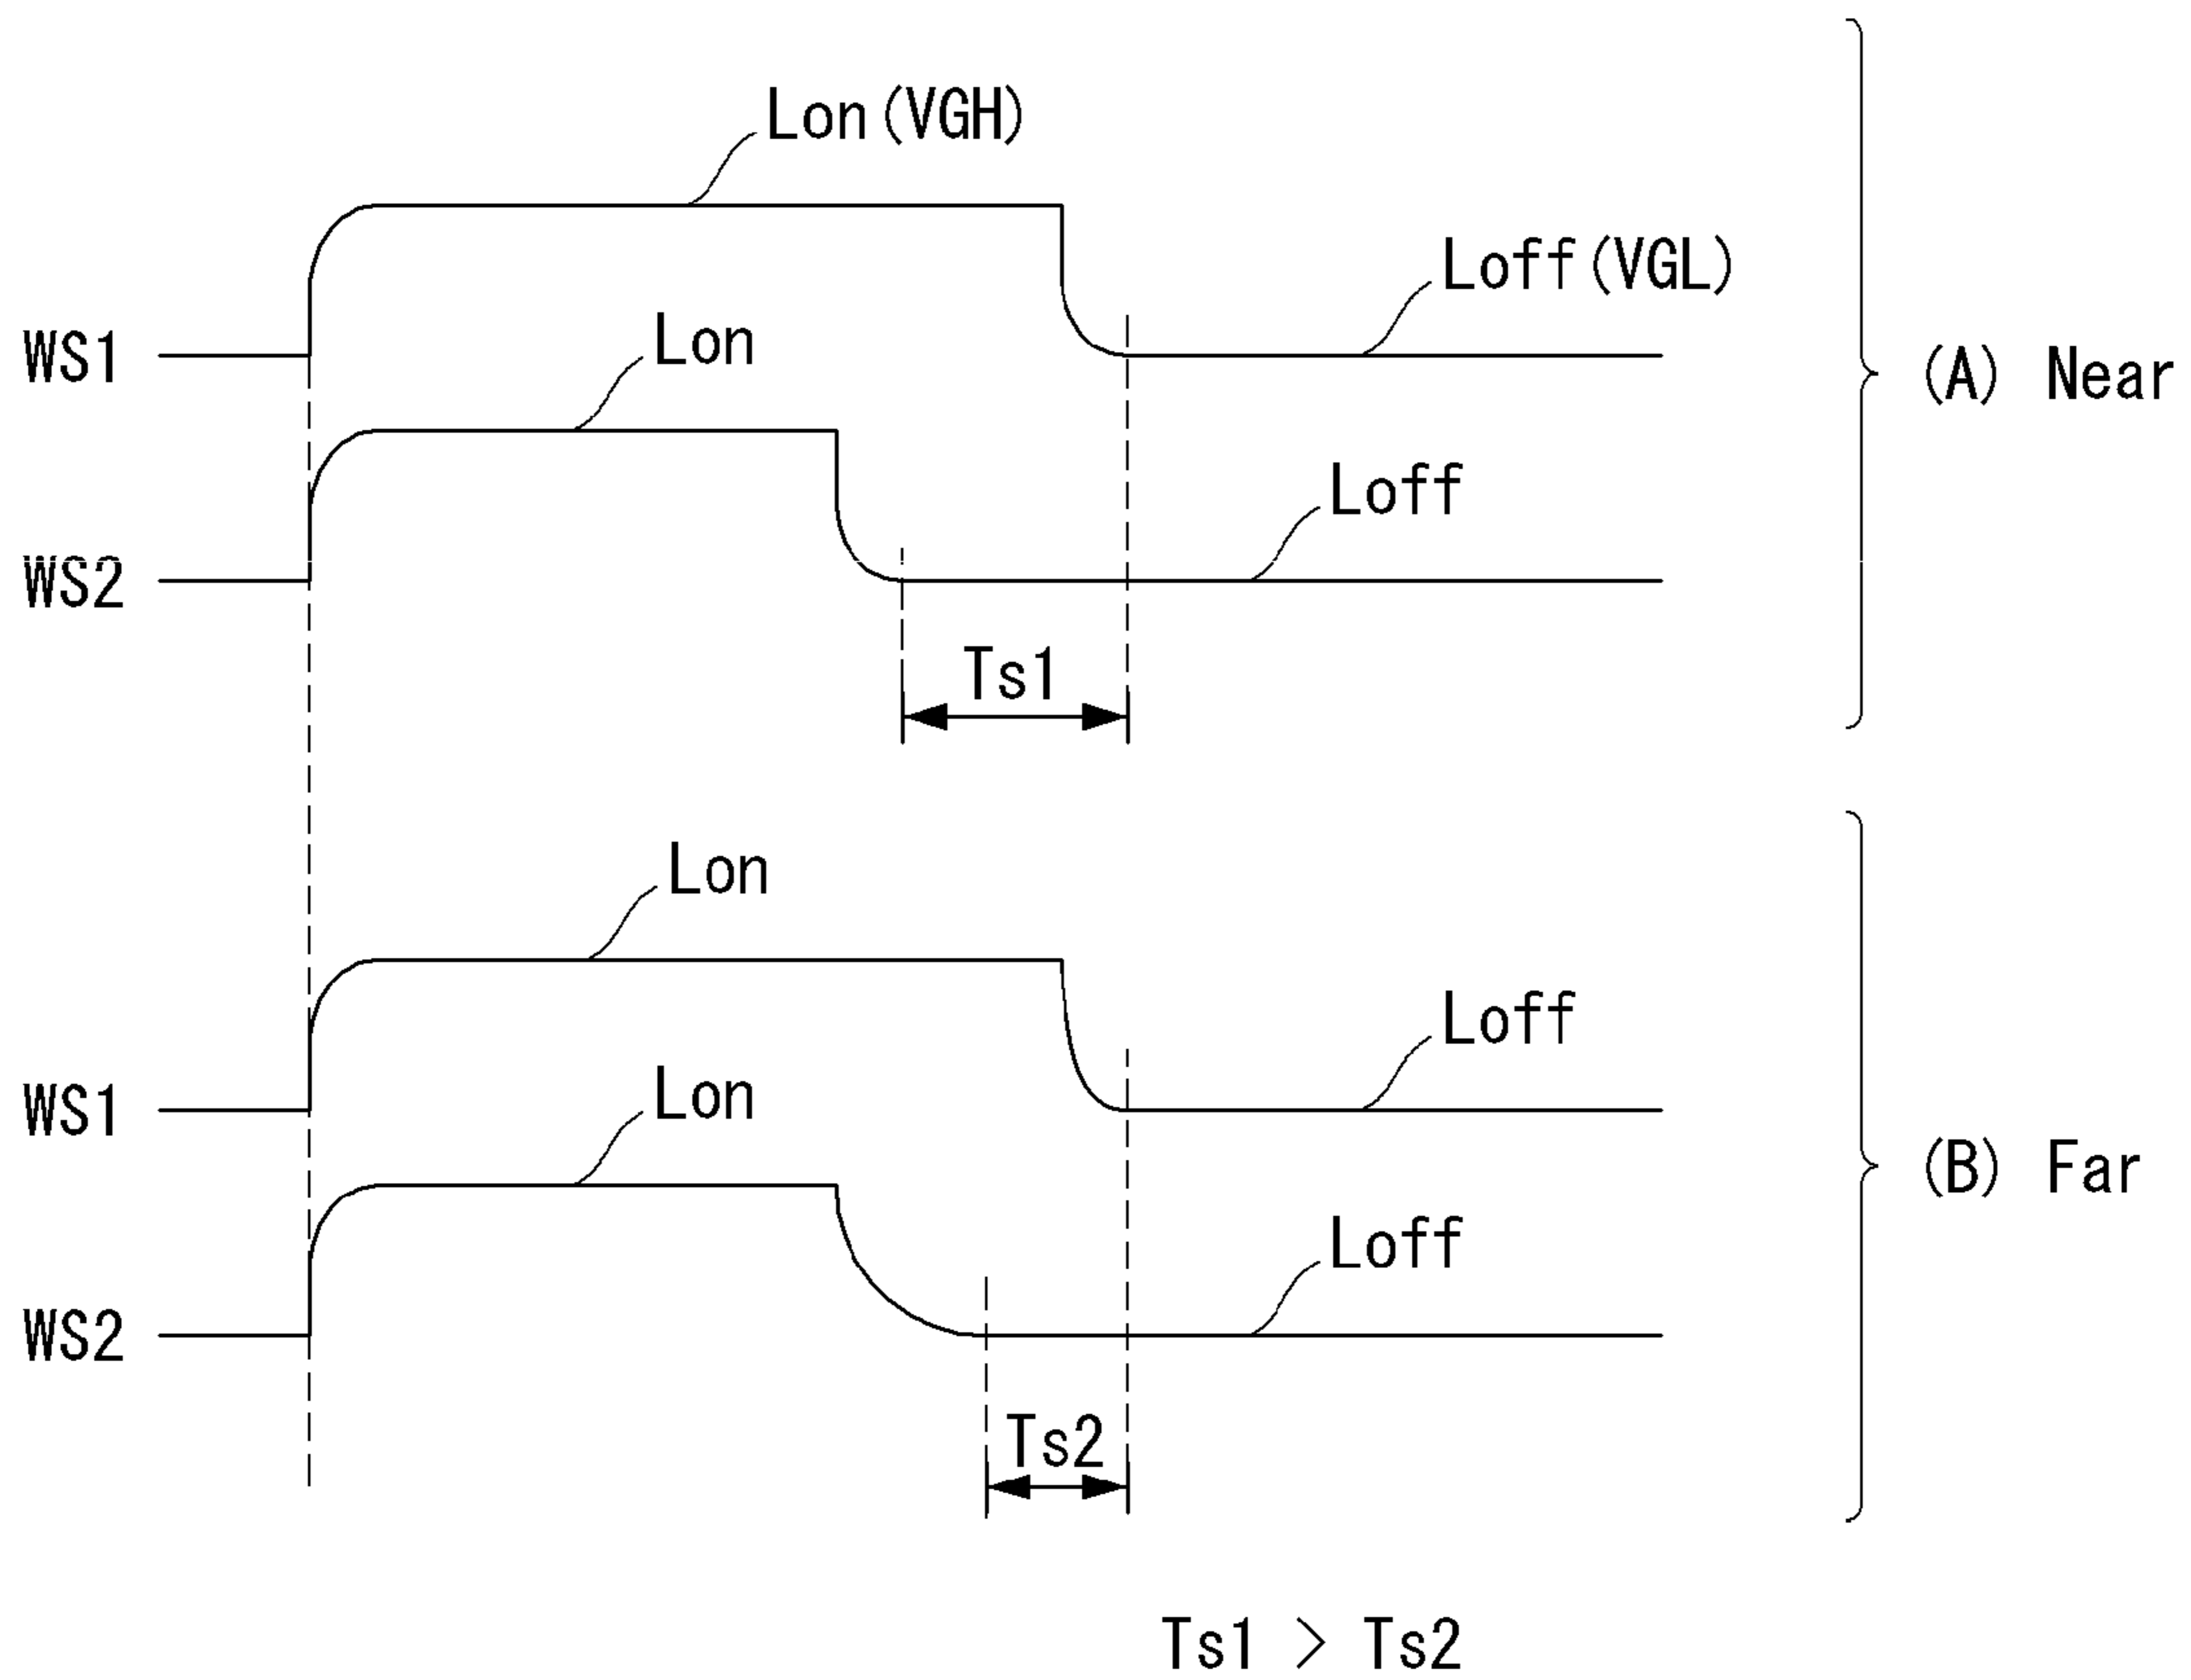 Lon(VGH)
Loff(VGL)
WS1
Lon
(A) Near
WS2
Loff
Ts1
Lon
Loff
WS1
Lon
(B) Far
WS2
Loff
Ts2
Ts1 > Ts2